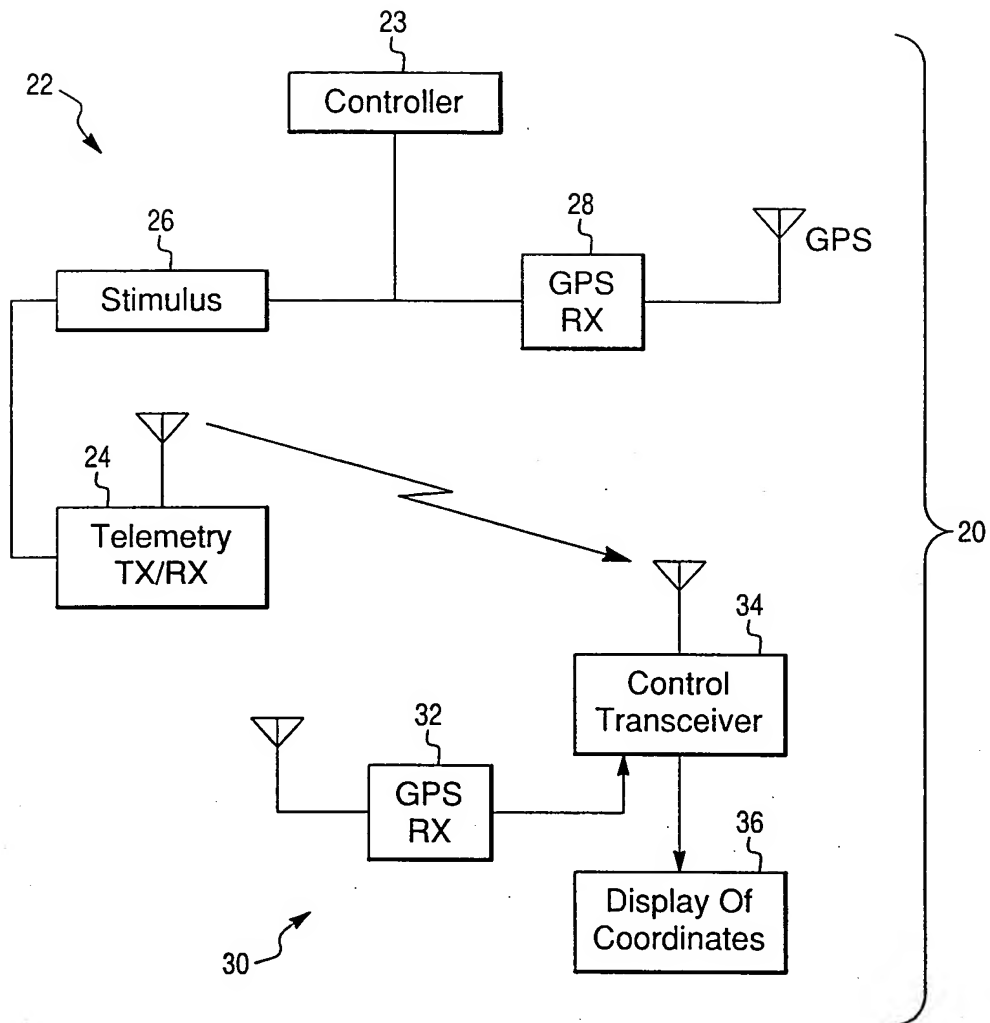 23
Controller
22
26
Stimulus
28
GPS
RX
GPS
24
Telemetry
TX/RX
20
34
Control
Transceiver
32
GPS
RX
36
Display Of
Coordinates
30